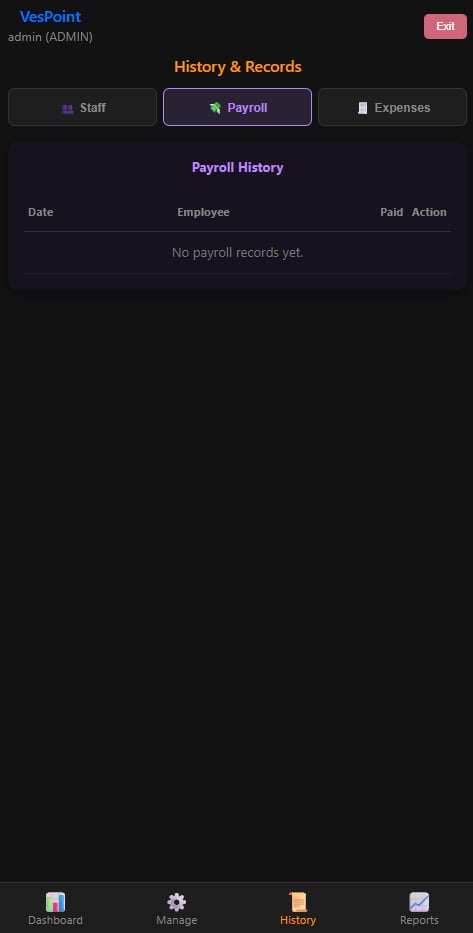 VesPoint
admin (ADMIN)
Exit
History & Records
Staff
Payroll
Expenses
Payroll History
Date Employee Paid Action
No payroll records yet.
Dashboard
Manage
History
Reports